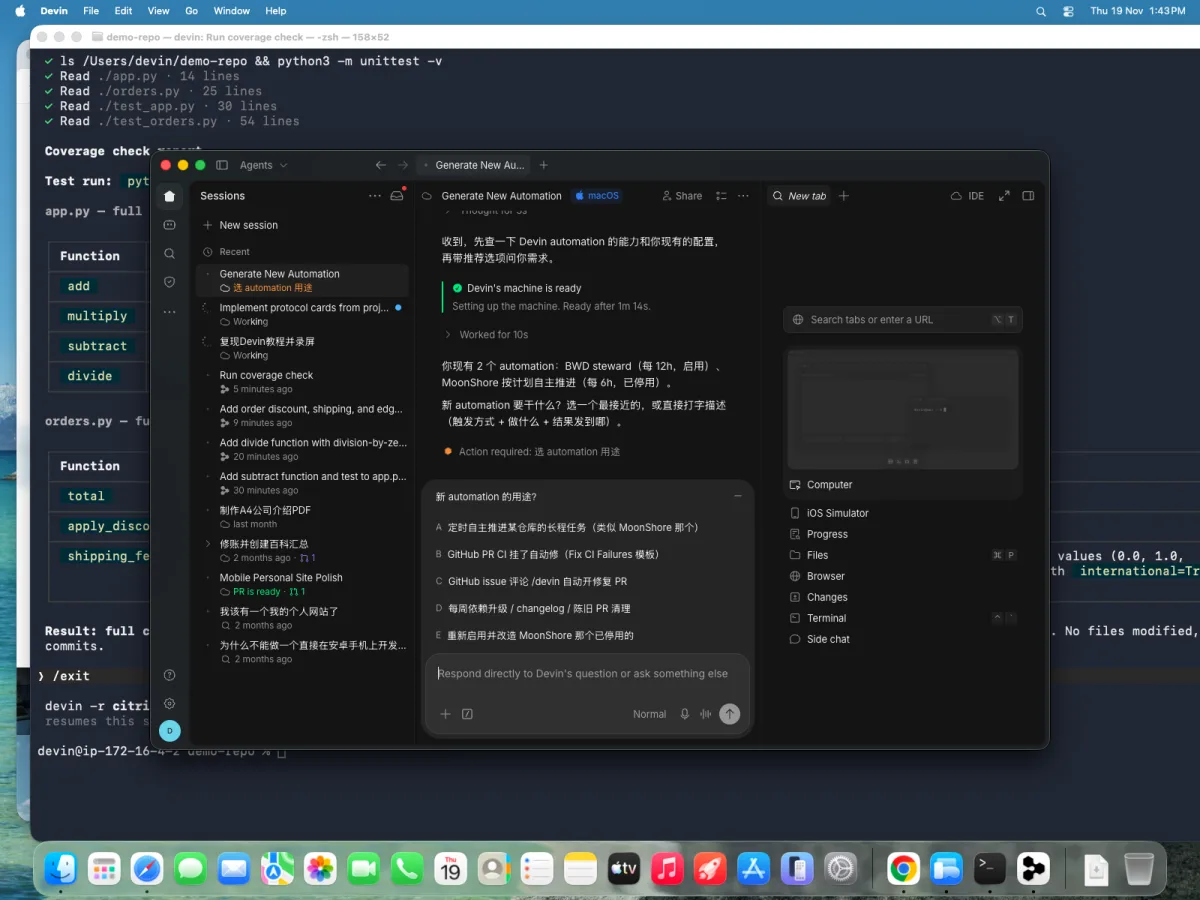 Devin File Edit View Go Window Help
Thu 19 Nov 1:43PM
demo-repo — devin: Run coverage check — -zsh — 158×52
✓ ls /Users/devin/demo-repo && python3 -m unittest -v
✓ Read ./app.py · 14 lines
✓ Read ./orders.py · 25 lines
✓ Read ./test_app.py · 30 lines
✓ Read ./test_orders.py · 54 lines
Coverage check
Test run: pyt
app.py — full
Function
add
multiply
subtract
divide
orders.py — fu
Function
total
apply_disco
shipping_fe
values (0.0, 1.0,
th international=Tr
Result: full c
. No files modified,
commits.
❯ /exit
devin -r citri
resumes this s
devin@ip-172-16-4-2 demo-repo %
Agents
Generate New Au...
Sessions
New session
Recent
Generate New Automation
选 automation 用途
Implement protocol cards from proj...
Working
复现Devin教程并录屏
Working
Run coverage check
5 minutes ago
Add order discount, shipping, and edg...
9 minutes ago
Add divide function with division-by-ze...
20 minutes ago
Add subtract function and test to app.p...
30 minutes ago
制作A4公司介绍PDF
last month
修账并创建百科汇总
2 months ago · 1
Mobile Personal Site Polish
PR is ready · 1
我该有一个我的个人网站了
2 months ago
为什么不能做一个直接在安卓手机上开发...
2 months ago
D
Generate New Automation macOS Share
Thought for 3s
收到，先查一下 Devin automation 的能力和你现有的配置，
再带推荐选项问你需求。
Devin's machine is ready
Setting up the machine. Ready after 1m 14s.
Worked for 10s
你现有 2 个 automation：BWD steward（每 12h，启用）、
MoonShore 按计划自主推进（每 6h，已停用）。
新 automation 要干什么？选一个最接近的，或直接打字描述
（触发方式 + 做什么 + 结果发到哪）。
Action required: 选 automation 用途
新 automation 的用途?
A 定时自主推进某仓库的长程任务（类似 MoonShore 那个）
B GitHub PR CI 挂了自动修（Fix CI Failures 模板）
C GitHub issue 评论 /devin 自动开修复 PR
D 每周依赖升级 / changelog / 陈旧 PR 清理
E 重新启用并改造 MoonShore 那个已停用的
Respond directly to Devin's question or ask something else
Normal
New tab
IDE
Search tabs or enter a URL ⌥ T
Computer
iOS Simulator
Progress
Files ⌘ P
Browser
Changes
Terminal ⌃ `
Side chat
Thu
19
tv
>_